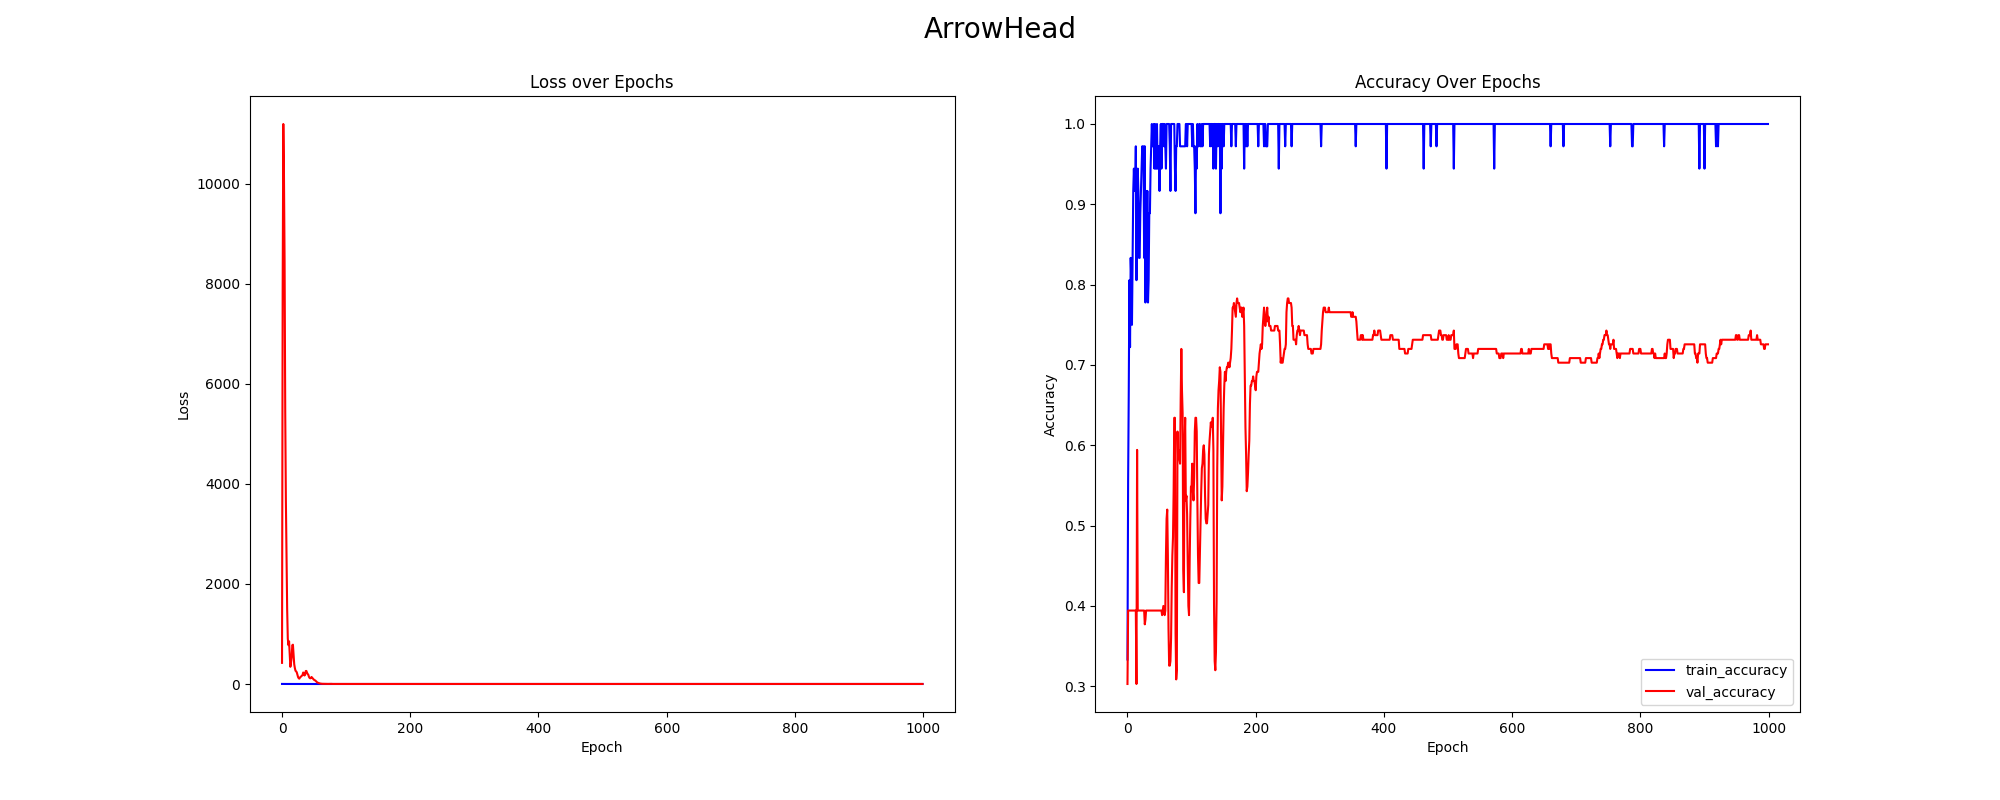 ArrowHead
Loss over Epochs
10000
8000
6000
4000
2000
0
Loss
0 200 400 600 800 1000
Epoch
Accuracy Over Epochs
1.0
0.9
0.8
0.7
0.6
0.5
0.4
0.3
Accuracy
train_accuracy
val_accuracy
0 200 400 600 800 1000
Epoch